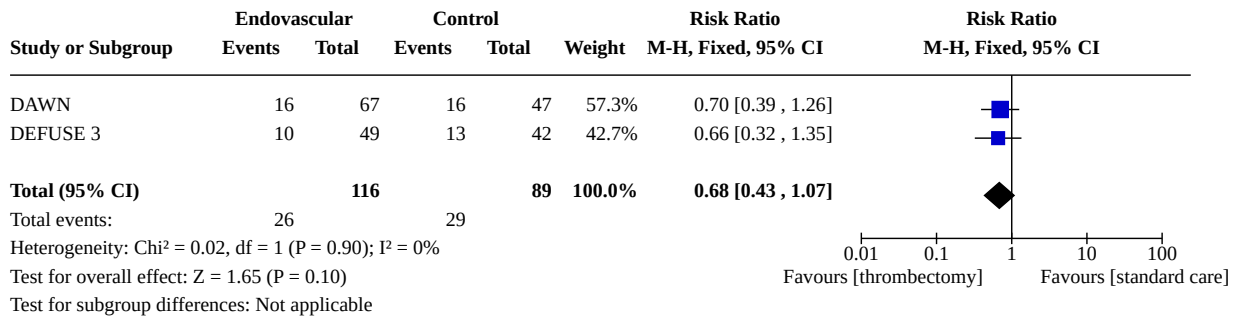 Endovascular Control Risk Ratio Risk Ratio
Study or Subgroup Events Total Events Total Weight M-H, Fixed, 95% CI M-H, Fixed, 95% CI
DAWN 16 67 16 47 57.3% 0.70 [0.39 , 1.26]
DEFUSE 3 10 49 13 42 42.7% 0.66 [0.32 , 1.35]
Total (95% CI) 116 89 100.0% 0.68 [0.43 , 1.07]
Total events: 26 29
Heterogeneity: Chi² = 0.02, df = 1 (P = 0.90); I² = 0%
0.01 0.1 1 10 100
Test for overall effect: Z = 1.65 (P = 0.10)
Favours [thrombectomy] Favours [standard care]
Test for subgroup differences: Not applicable